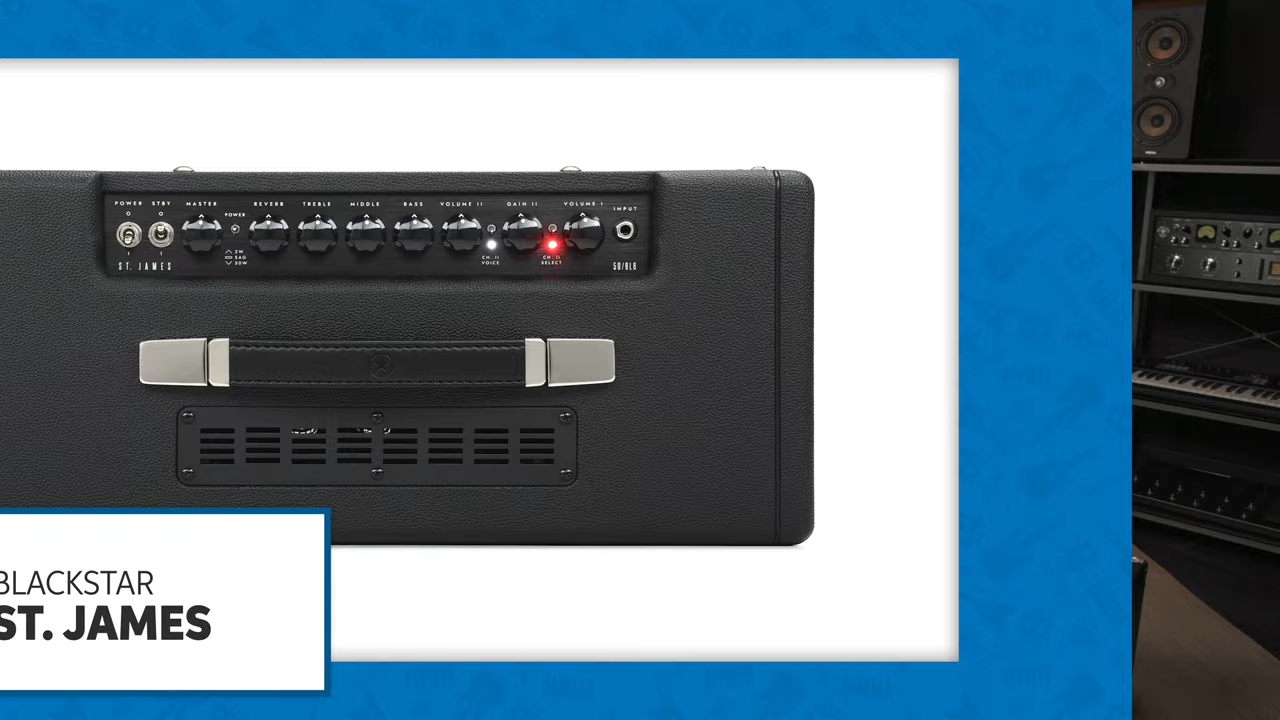 POWER STBY MASTER REVERB TREBLE MIDDLE BASS VOLUME II GAIN II VOLUME I INPUT
O O POWER
I I 2W
SAG
50W
CH. II VOICE
CH. II SELECT
ST. JAMES 50/6L6
BLACKSTAR
ST. JAMES